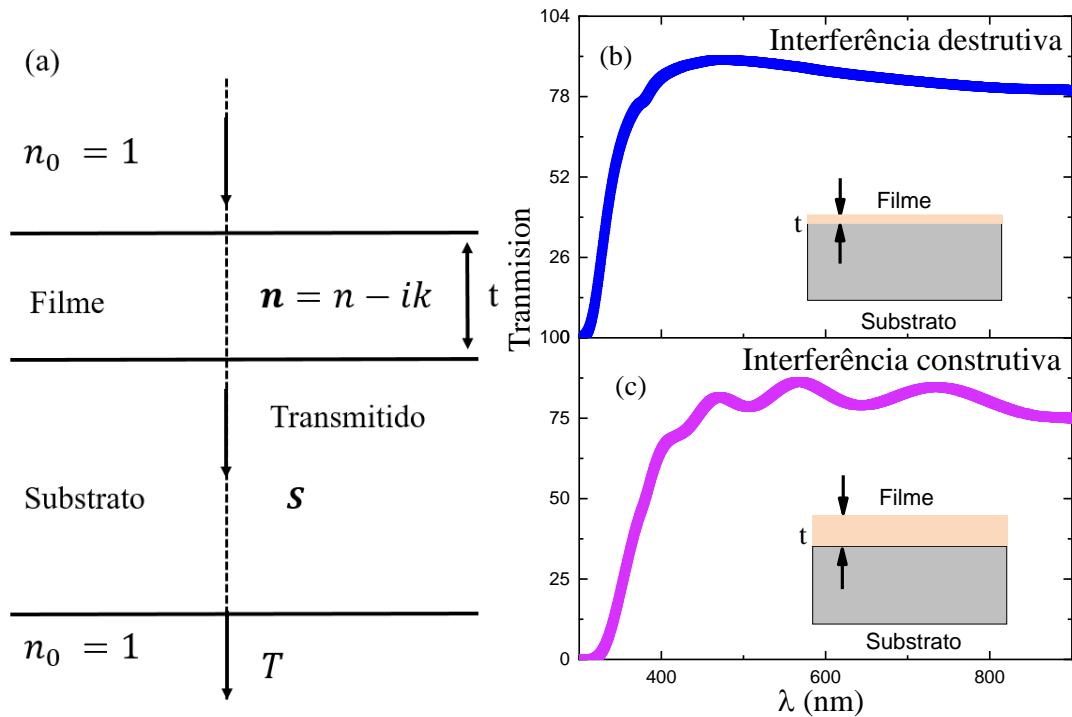 (a)
n₀ = 1
Filme
n = n − ik
t
Transmitido
Substrato
s
n₀ = 1
T
(b)
Interferência destrutiva
104
78
52
26
0
Tranmision
Filme
t
Substrato
(c)
Interferência construtiva
100
75
50
25
0
Filme
t
Substrato
400
600
800
λ (nm)